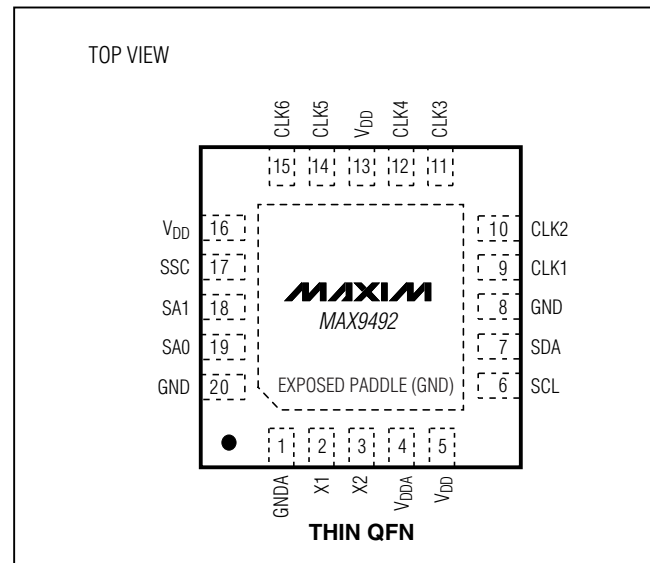 TOP VIEW
CLK6 CLK5 VDD CLK4 CLK3
15 14 13 12 11
VDD 16
SSC 17
SA1 18
SA0 19
GND 20
10 CLK2
9 CLK1
8 GND
7 SDA
6 SCL
MAXIM
MAX9492
EXPOSED PADDLE (GND)
1 2 3 4 5
GNDA X1 X2 VDDA VDD
THIN QFN